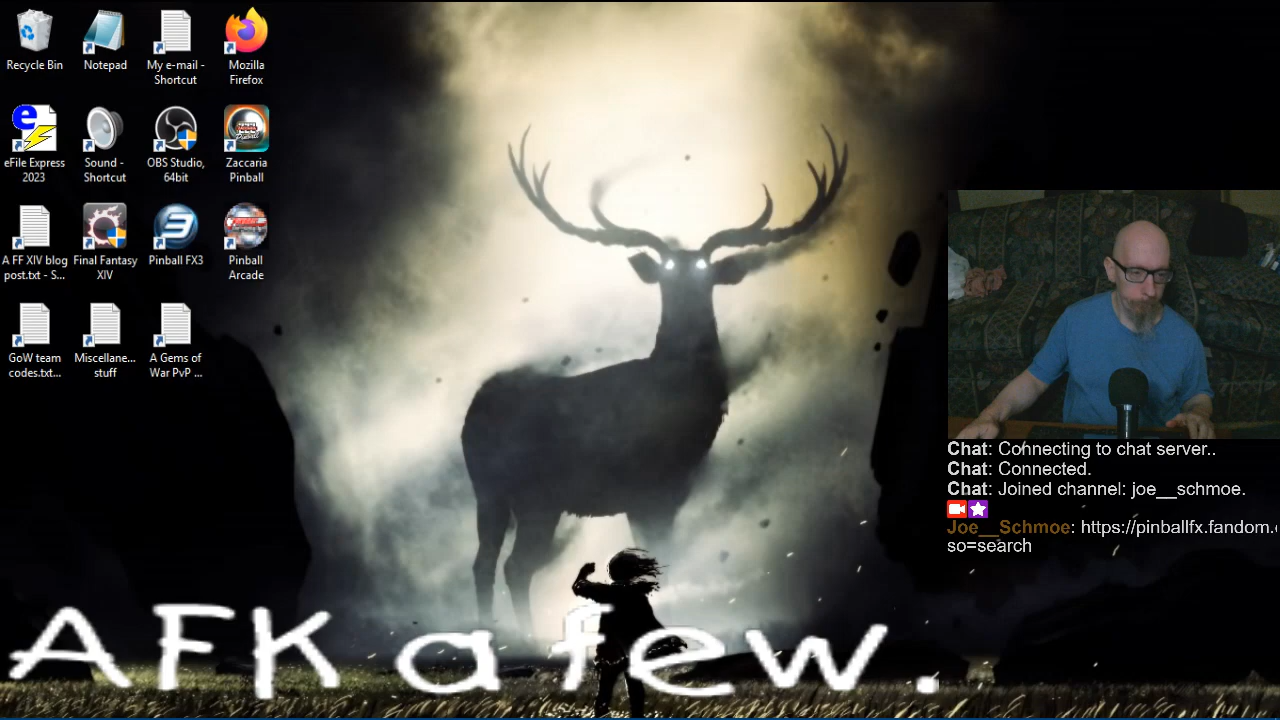 Recycle Bin
Notepad
My e-mail -
Shortcut
Mozilla
Firefox
eFile Express
2023
Sound -
Shortcut
OBS Studio,
64bit
Zaccaria
Pinball
A FF XIV blog
post.txt - S...
Final Fantasy
XIV
Pinball FX3
Pinball
Arcade
GoW team
codes.txt...
Miscellane...
stuff
A Gems of
War PvP ...
Chat: Connecting to chat server..
Chat: Connected.
Chat: Joined channel: joe__schmoe.
Joe__Schmoe: https://pinballfx.fandom.
so=search
AFK a few.